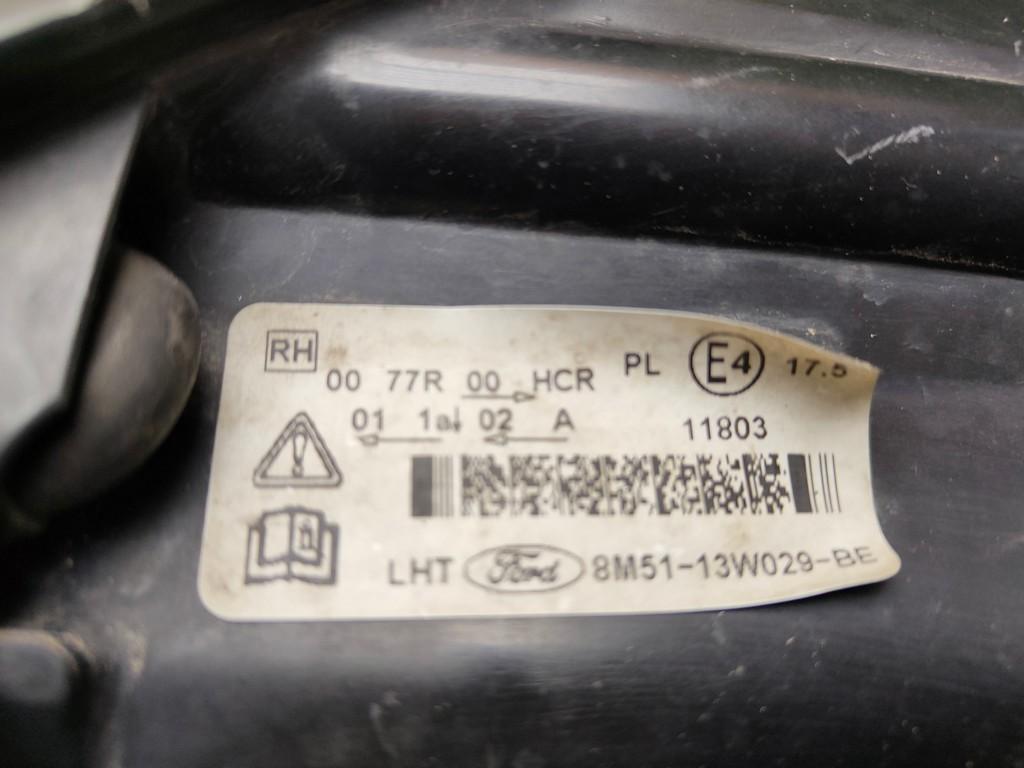 RH
00 77R 00 HCR PL E4 17.5
01 1a 02 A 11803
LHT Ford 8M51-13W029-BE